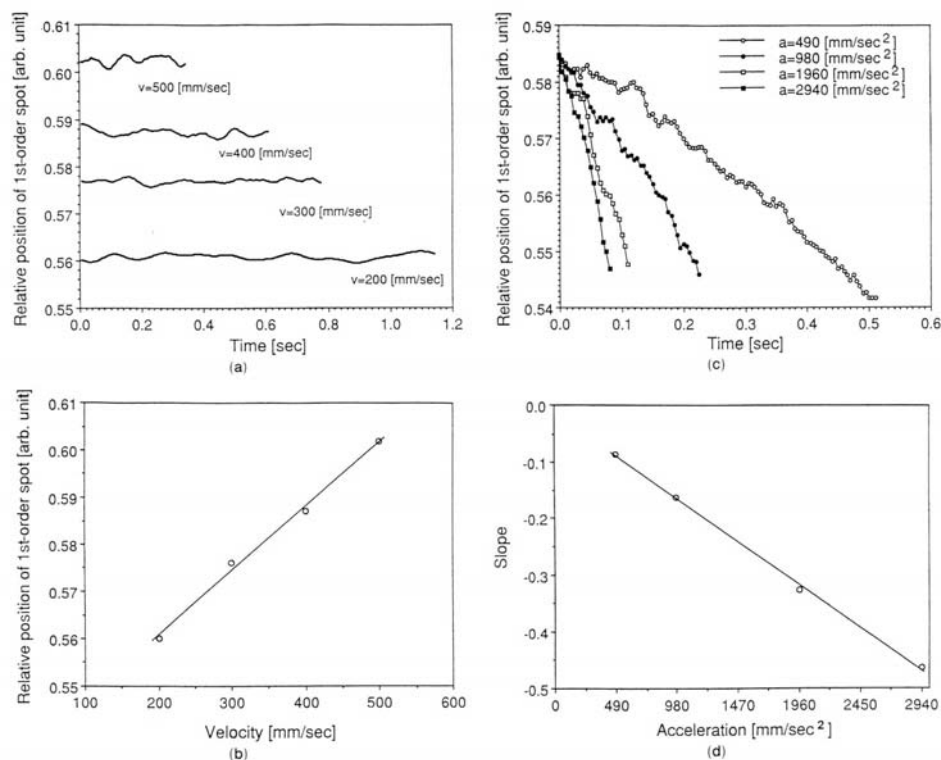 Relative position of 1st-order spot [arb. unit]
0.61
0.60
0.59
0.58
0.57
0.56
0.55
v=500 [mm/sec]
v=400 [mm/sec]
v=300 [mm/sec]
v=200 [mm/sec]
0.0 0.2 0.4 0.6 0.8 1.0 1.2
Time [sec]
(a)
Relative position of 1st-order spot [arb. unit]
0.59
0.58
0.57
0.56
0.55
0.54
a=490 [mm/sec²]
a=980 [mm/sec²]
a=1960 [mm/sec²]
a=2940 [mm/sec²]
0.0 0.1 0.2 0.3 0.4 0.5 0.6
Time [sec]
(c)
Relative position of 1st-order spot [arb. unit]
0.61
0.60
0.59
0.58
0.57
0.56
0.55
100 200 300 400 500 600
Velocity [mm/sec]
(b)
Slope
0.0
-0.1
-0.2
-0.3
-0.4
-0.5
0 490 980 1470 1960 2450 2940
Acceleration [mm/sec²]
(d)